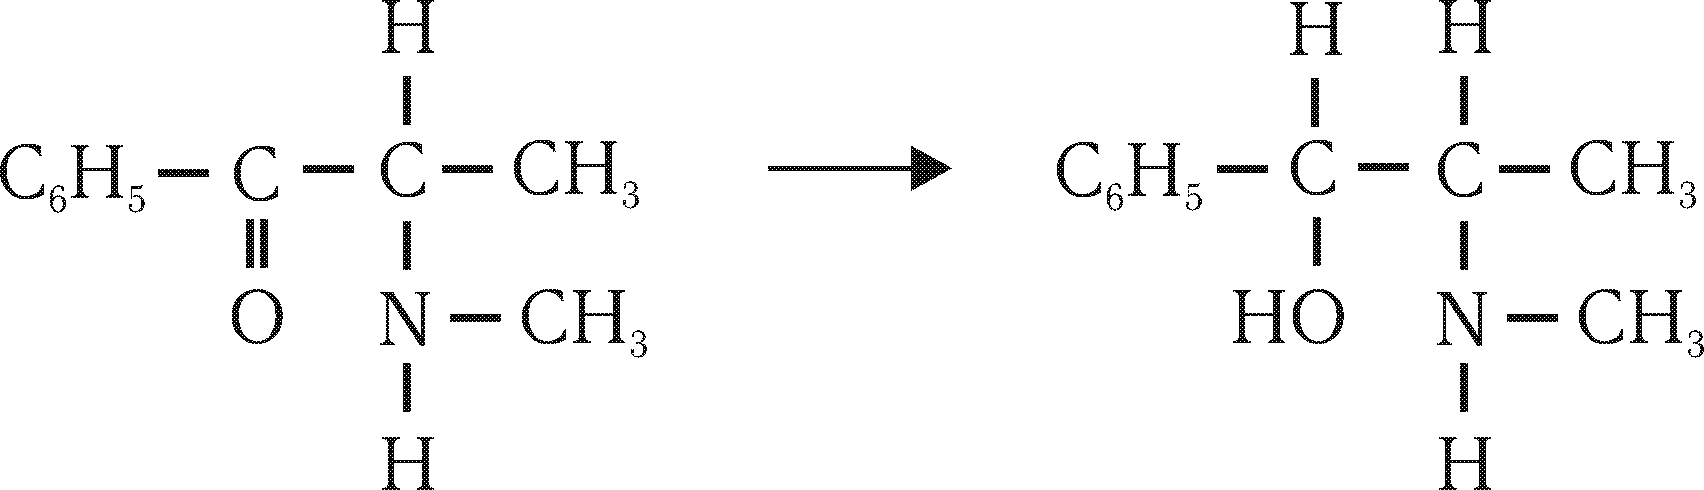 H H H
C₆H₅ – C – C – CH₃ → C₆H₅ – C – C – CH₃
O N – CH₃ HO N – CH₃
H H